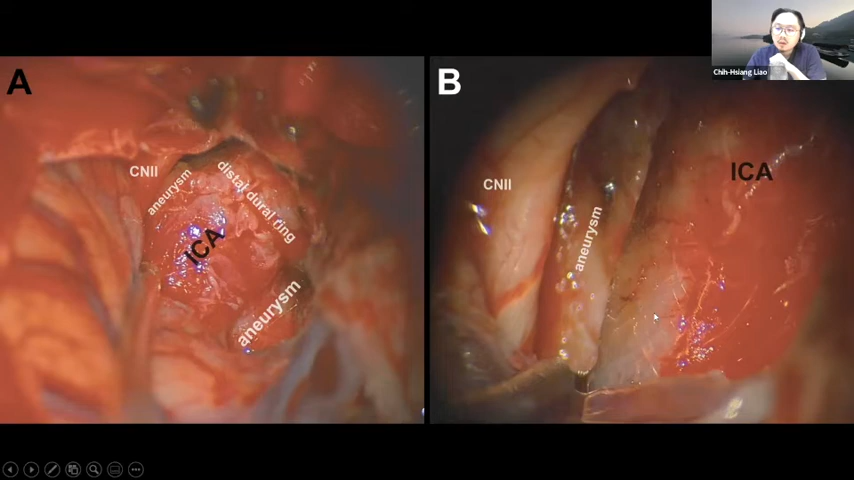 A
CNII
aneurysm
distal dural ring
ICA
aneurysm
B
CNII
aneurysm
ICA
Chih-Hsiang Liao